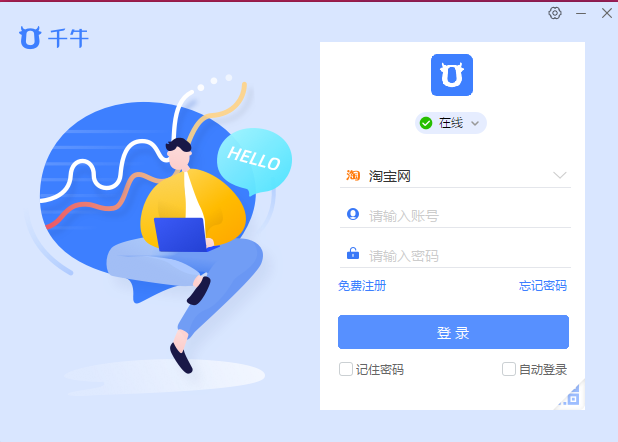 千牛
HELLO
在线
淘 淘宝网
请输入账号
请输入密码
免费注册 忘记密码
登 录
记住密码 自动登录